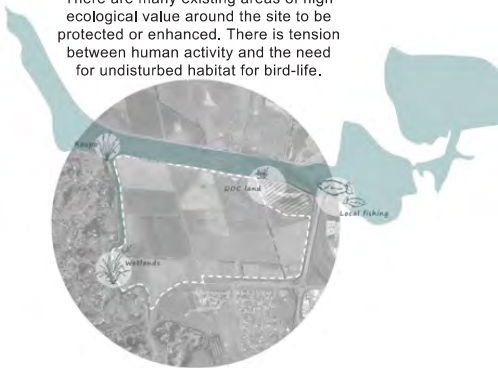 There are many existing areas of high
ecological value around the site to be
protected or enhanced. There is tension
between human activity and the need
for undisturbed habitat for bird-life.
Raupo
DOC land
Local fishing
Wetlands